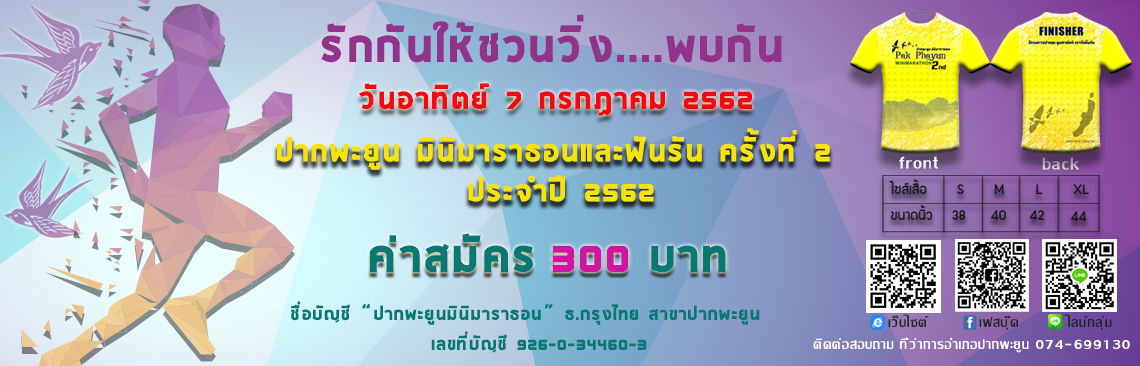 รักกันให้ชวนวิ่ง....พบกัน
วันอาทิตย์ 7 กรกฎาคม 2562
ปากพะยูน มินิมาราธอนและฟันรัน ครั้งที่ 2
ประจำปี 2562
ค่าสมัคร 300 บาท
ชื่อบัญชี “ปากพะยูนมินิมาราธอน” ธ.กรุงไทย สาขาปากพะยูน
เลขที่บัญชี 926-0-34460-3
Pak Phayun
MINIMARATHON 2nd
FINISHER
front
back
ไซส์เสื้อ S M L XL
ขนาดนิ้ว 38 40 42 44
LINE
เว็บไซต์ เฟสบุ๊ค ไลน์กลุ่ม
ติดต่อสอบถาม ที่ว่าการอำเภอปากพะยูน 074-699130